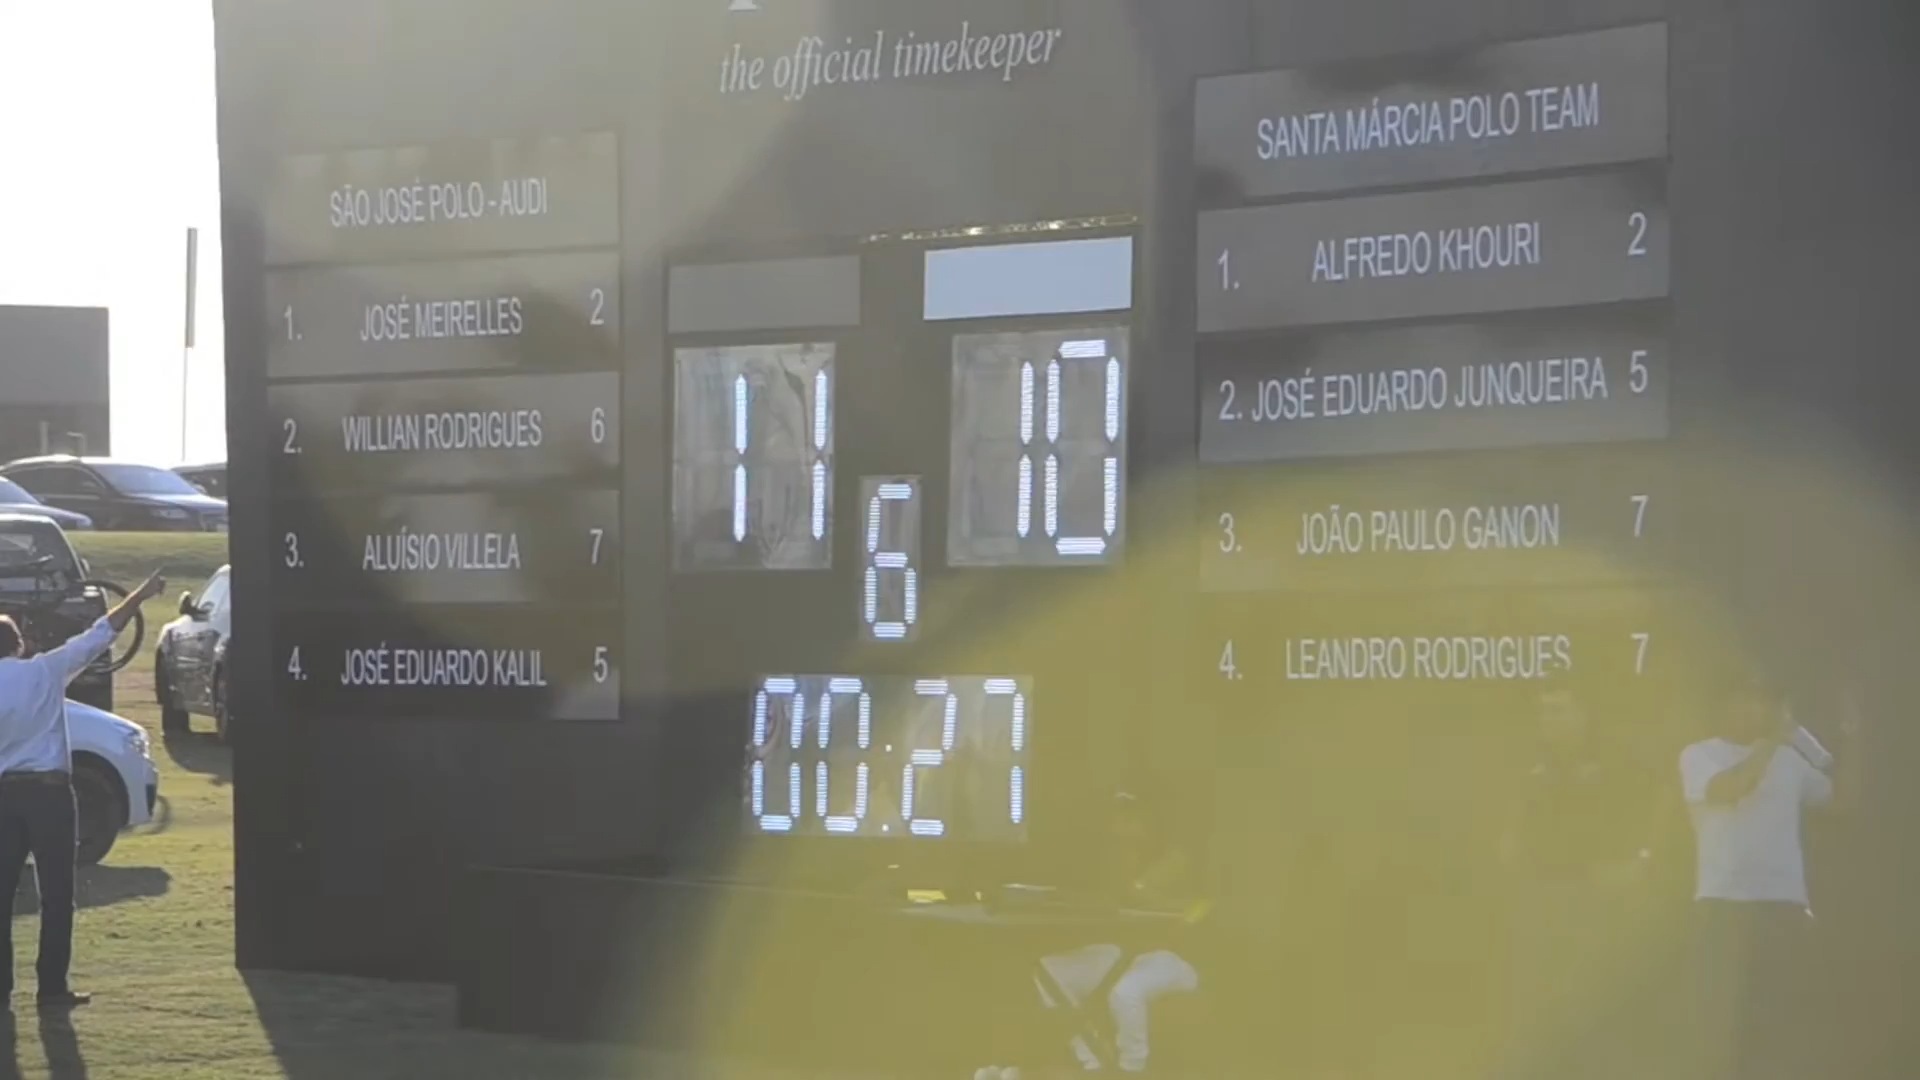 the official timekeeper
SÃO JOSÉ POLO - AUDI
1. JOSÉ MEIRELLES 2
2. WILLIAN RODRIGUES 6
3. ALUÍSIO VILLELA 7
4. JOSÉ EDUARDO KALIL 5
11 10
6
00:27
SANTA MÁRCIA POLO TEAM
1. ALFREDO KHOURI 2
2. JOSÉ EDUARDO JUNQUEIRA 5
3. JOÃO PAULO GANON 7
4. LEANDRO RODRIGUES 7